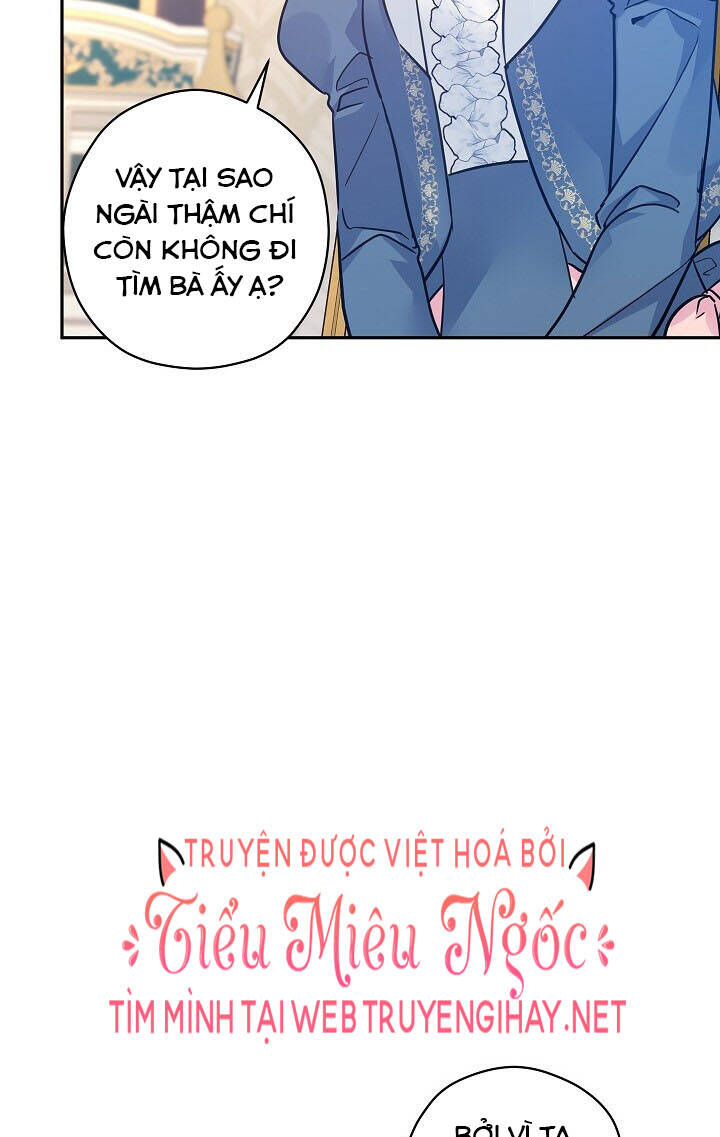 VẬY TẠI SAO
NGÀI THẬM CHÍ
CÒN KHÔNG ĐI
TÌM BÀ ẤY Ạ?
TRUYỆN ĐƯỢC VIỆT HOÁ BỞI
Tiểu Miêu Ngốc
TÌM MÌNH TẠI WEB TRUYENGIHAY.NET
BỞI VÌ TA